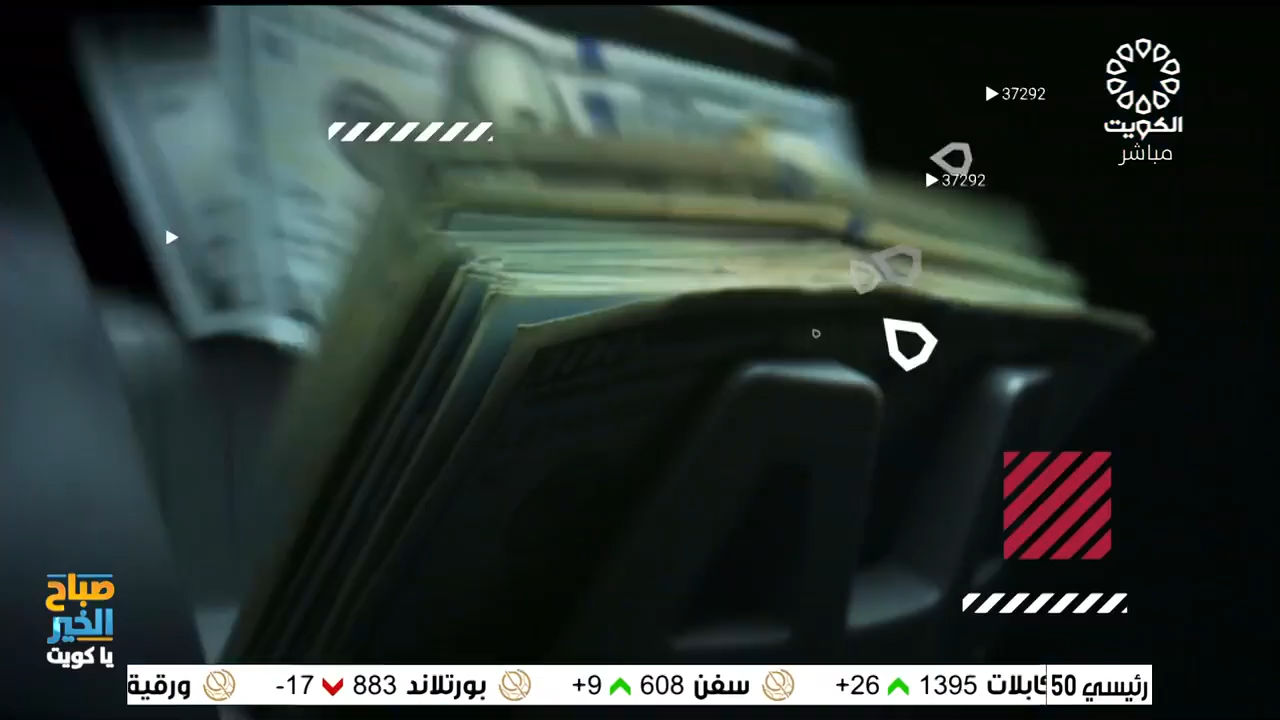 37292
الكويت
مباشر
37292
صباح
الخير
يا كويت
رئيسي 50 كابلات 1395 +26 سفن 608 +9 بورتلاند 883 -17 ورقية